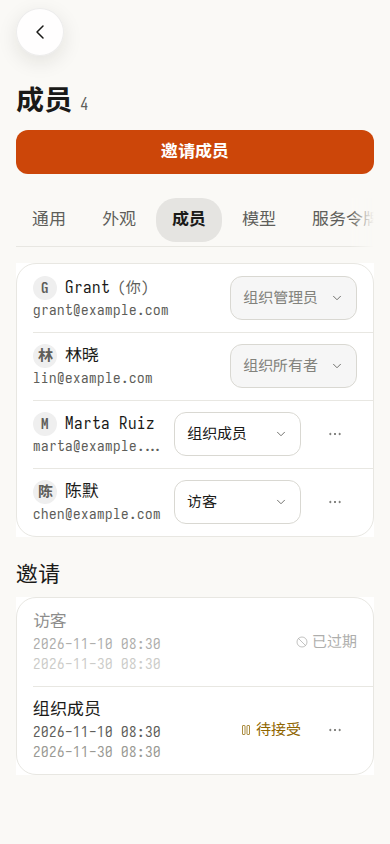 成员 4
邀请成员
通用 外观 成员 模型 服务令牌
G Grant (你) 组织管理员
grant@example.com
林 林晓 组织所有者
lin@example.com
M Marta Ruiz 组织成员 ...
marta@example....
陈 陈默 访客 ...
chen@example.com
邀请
访客
2026-11-10 08:30 已过期
2026-11-30 08:30
组织成员
2026-11-10 08:30 待接受 ...
2026-11-30 08:30